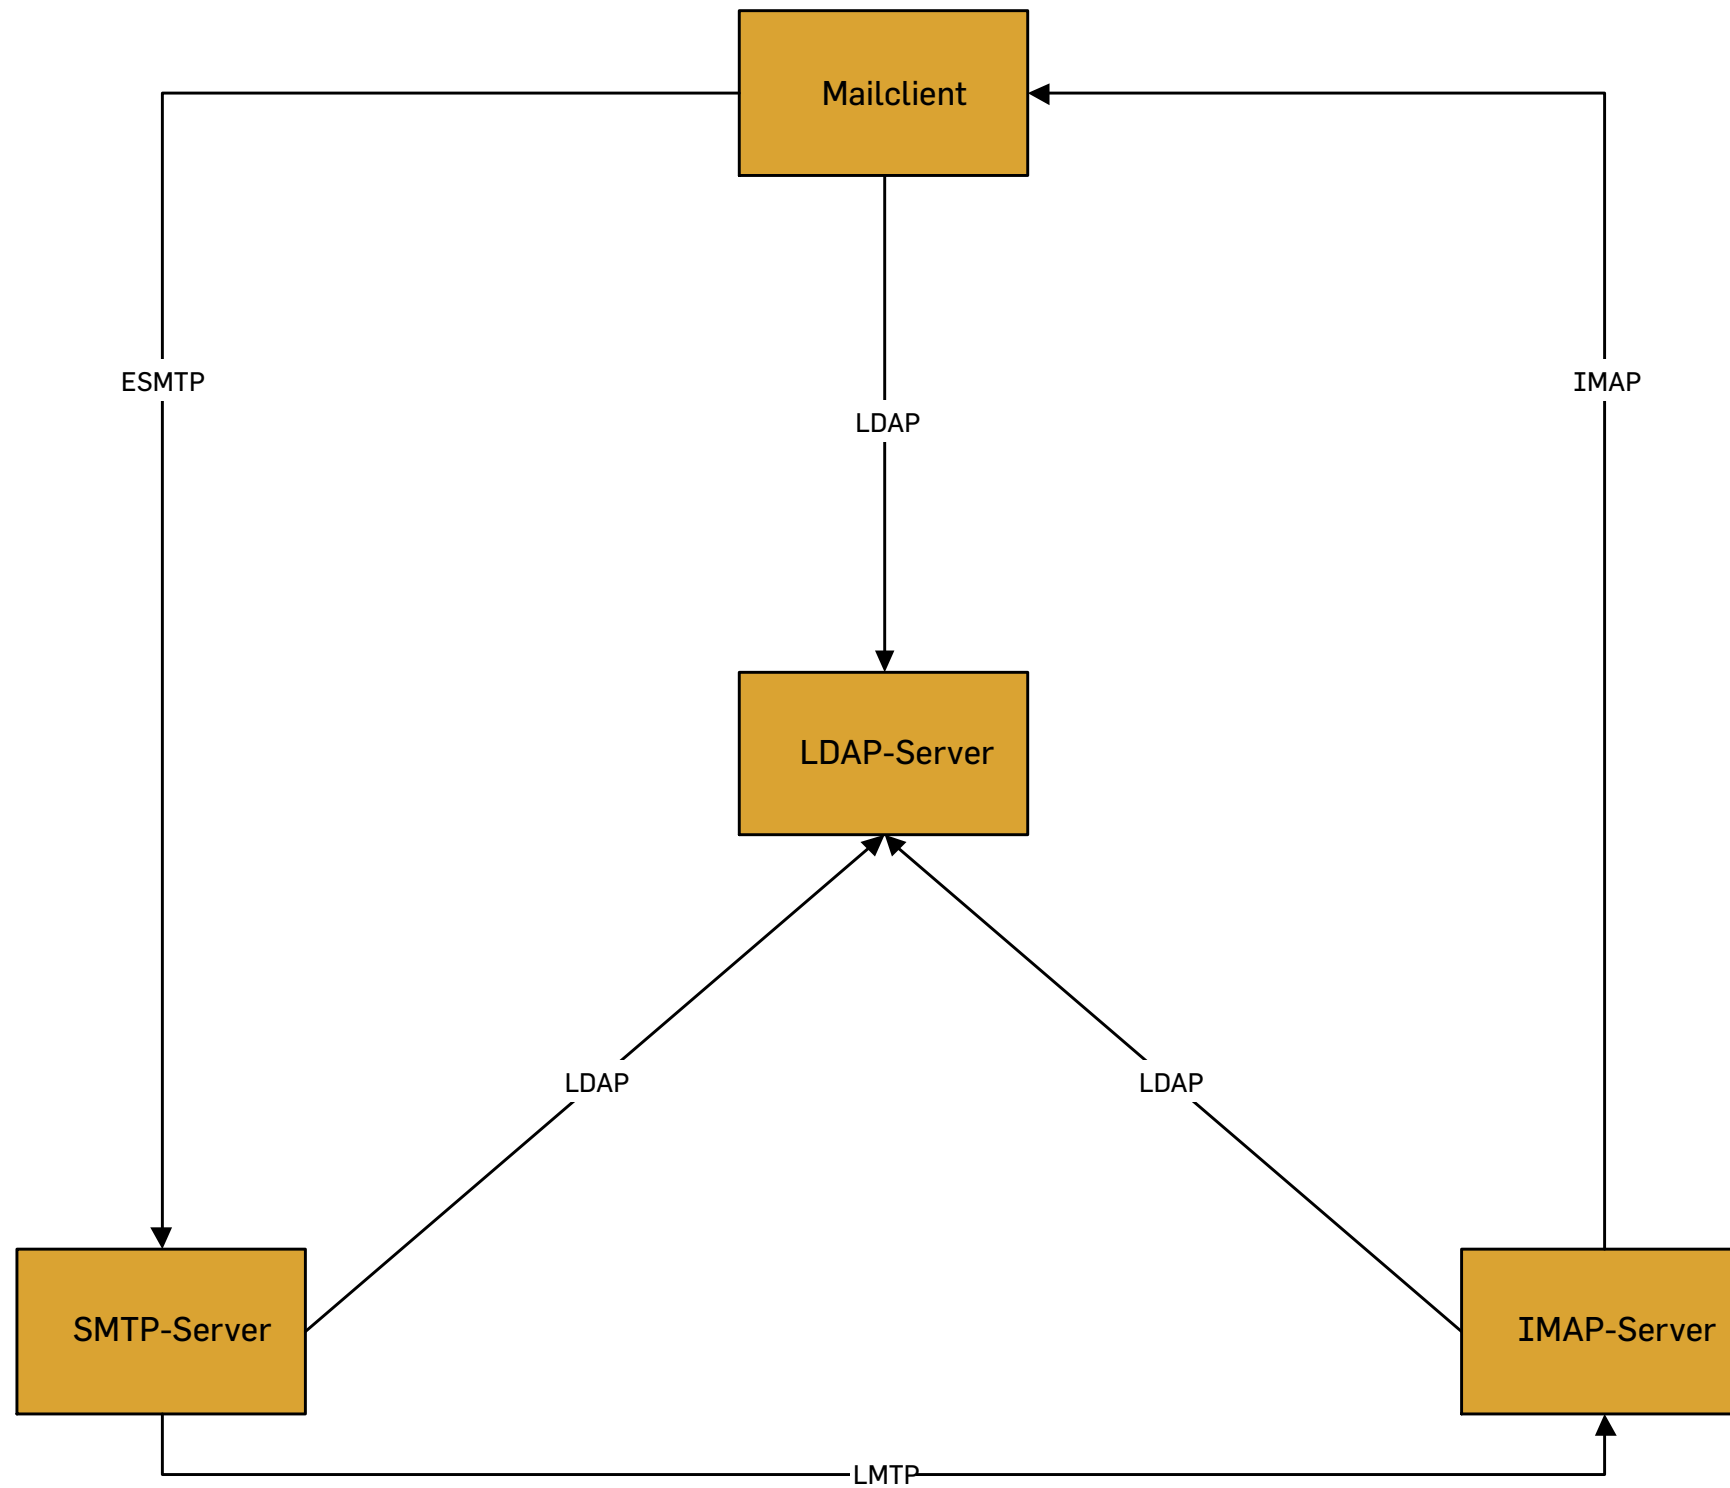 Mailclient
ESMTP
IMAP
LDAP
LDAP-Server
LDAP
LDAP
SMTP-Server
IMAP-Server
LMTP